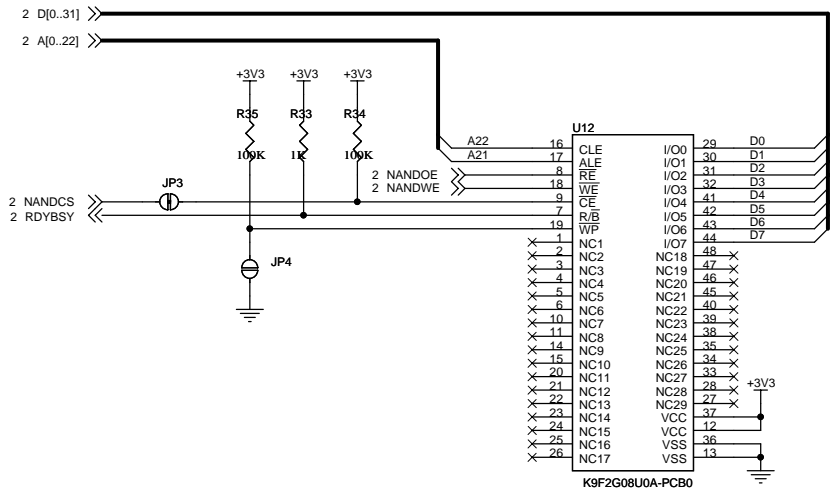 2 D[0..31]
2 A[0..22]
+3V3 +3V3 +3V3
R35 R33 R34
100K 1K 100K
JP3
2 NANDCS
2 RDYBSY
JP4
2 NANDOE
2 NANDWE
A22
A21
U12
16 CLE I/O0 29 D0
17 ALE I/O1 30 D1
8 RE I/O2 31 D2
18 WE I/O3 32 D3
9 CE I/O4 41 D4
7 R/B I/O5 42 D5
19 WP I/O6 43 D6
1 NC1 I/O7 44 D7
2 NC2 NC18 48
3 NC3 NC19 47
4 NC4 NC20 46
5 NC5 NC21 45
6 NC6 NC22 40
10 NC7 NC23 39
11 NC8 NC24 38
14 NC9 NC25 35
15 NC10 NC26 34
20 NC11 NC27 33
21 NC12 NC28 28
22 NC13 NC29 27
23 NC14 VCC 37
24 NC15 VCC 12
25 NC16 VSS 36
26 NC17 VSS 13
+3V3
K9F2G08U0A-PCB0